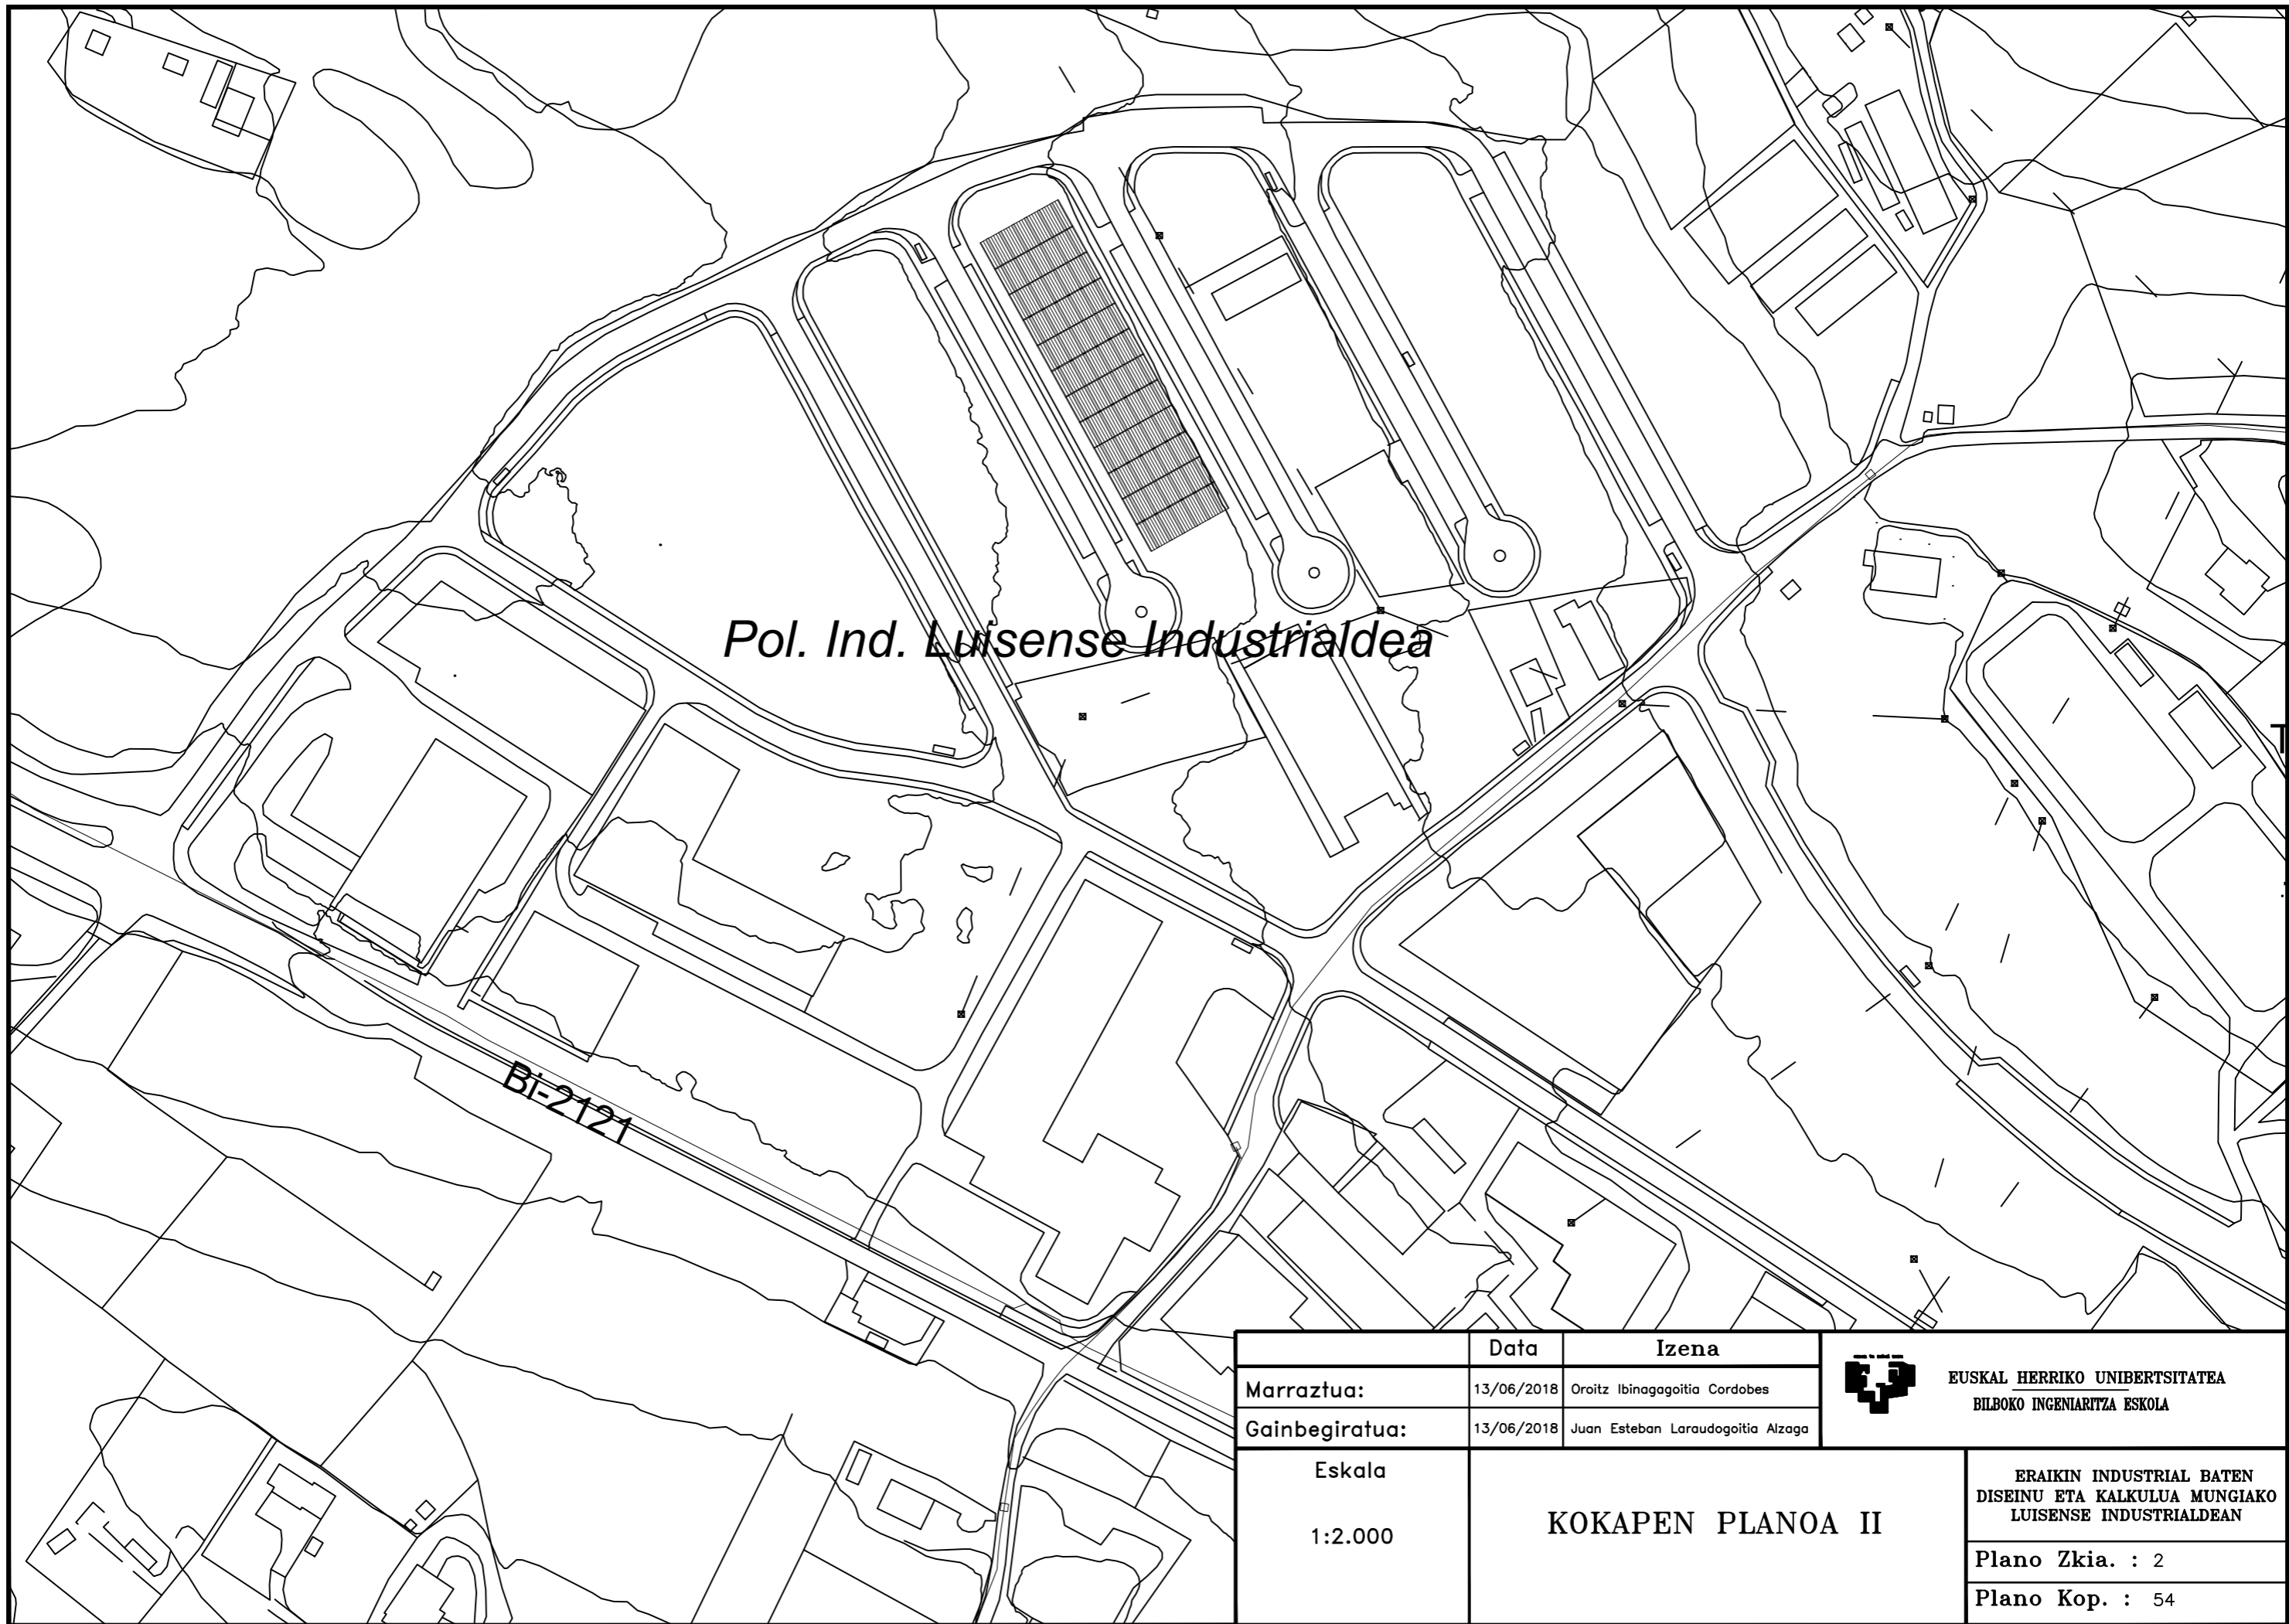 Pol. Ind. Luisense Industrialdea
T
Bi-2121
Data
Izena
Marraztua:
13/06/2018
Oroitz Ibinagagoitia Cordobes
Gainbegiratua:
13/06/2018
Juan Esteban Laraudogoitia Alzaga
EUSKAL HERRIKO UNIBERTSITATEA
BILBOKO INGENIARITZA ESKOLA
Eskala
1:2.000
KOKAPEN PLANOA II
ERAIKIN INDUSTRIAL BATEN
DISEINU ETA KALKULUA MUNGIAKO
LUISENSE INDUSTRIALDEAN
Plano Zkia. : 2
Plano Kop. : 54